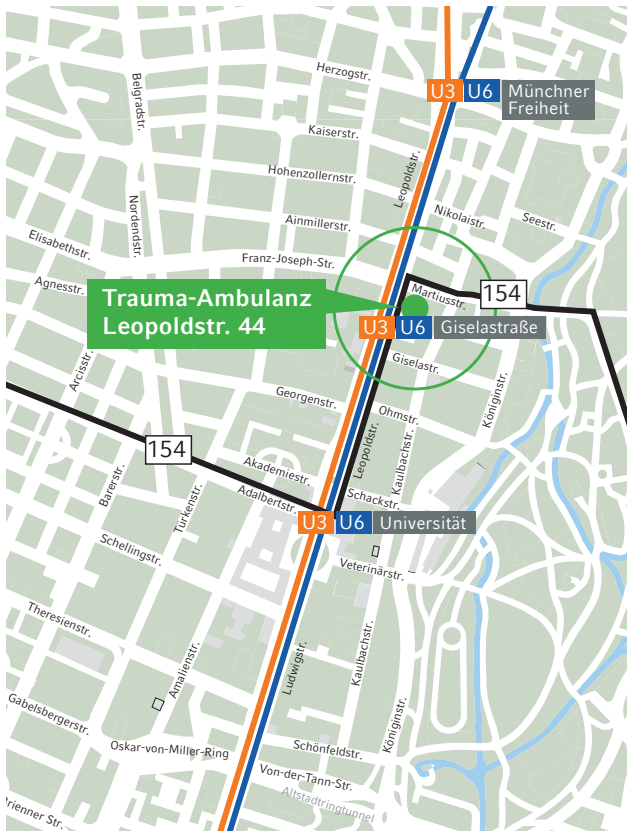 Herzogstr.
Belgradstr.
U3 U6 Münchner
Freiheit
Kaiserstr.
Leopoldstr.
Hohenzollernstr.
Nordendstr.
Ainmillerstr.
Nikolaistr.
Seestr.
Elisabethstr.
Franz-Joseph-Str.
Agnesstr.
Martiusstr.
154
Trauma-Ambulanz
Leopoldstr. 44
U3 U6 Giselastraße
Arcisstr.
Giselastr.
Königinstr.
Georgenstr.
Ohmstr.
154
Leopoldstr.
Kaulbachstr.
Akademiestr.
Barerstr.
Türkenstr.
Adalbertstr.
Schackstr.
U3 U6 Universität
Schellingstr.
Veterinärstr.
Theresienstr.
Amalienstr.
Ludwigstr.
Kaulbachstr.
Königinstr.
Gabelsbergerstr.
Oskar-von-Miller-Ring
Schönfeldstr.
Von-der-Tann-Str.
Altstadtringtunnel
rienner Str.